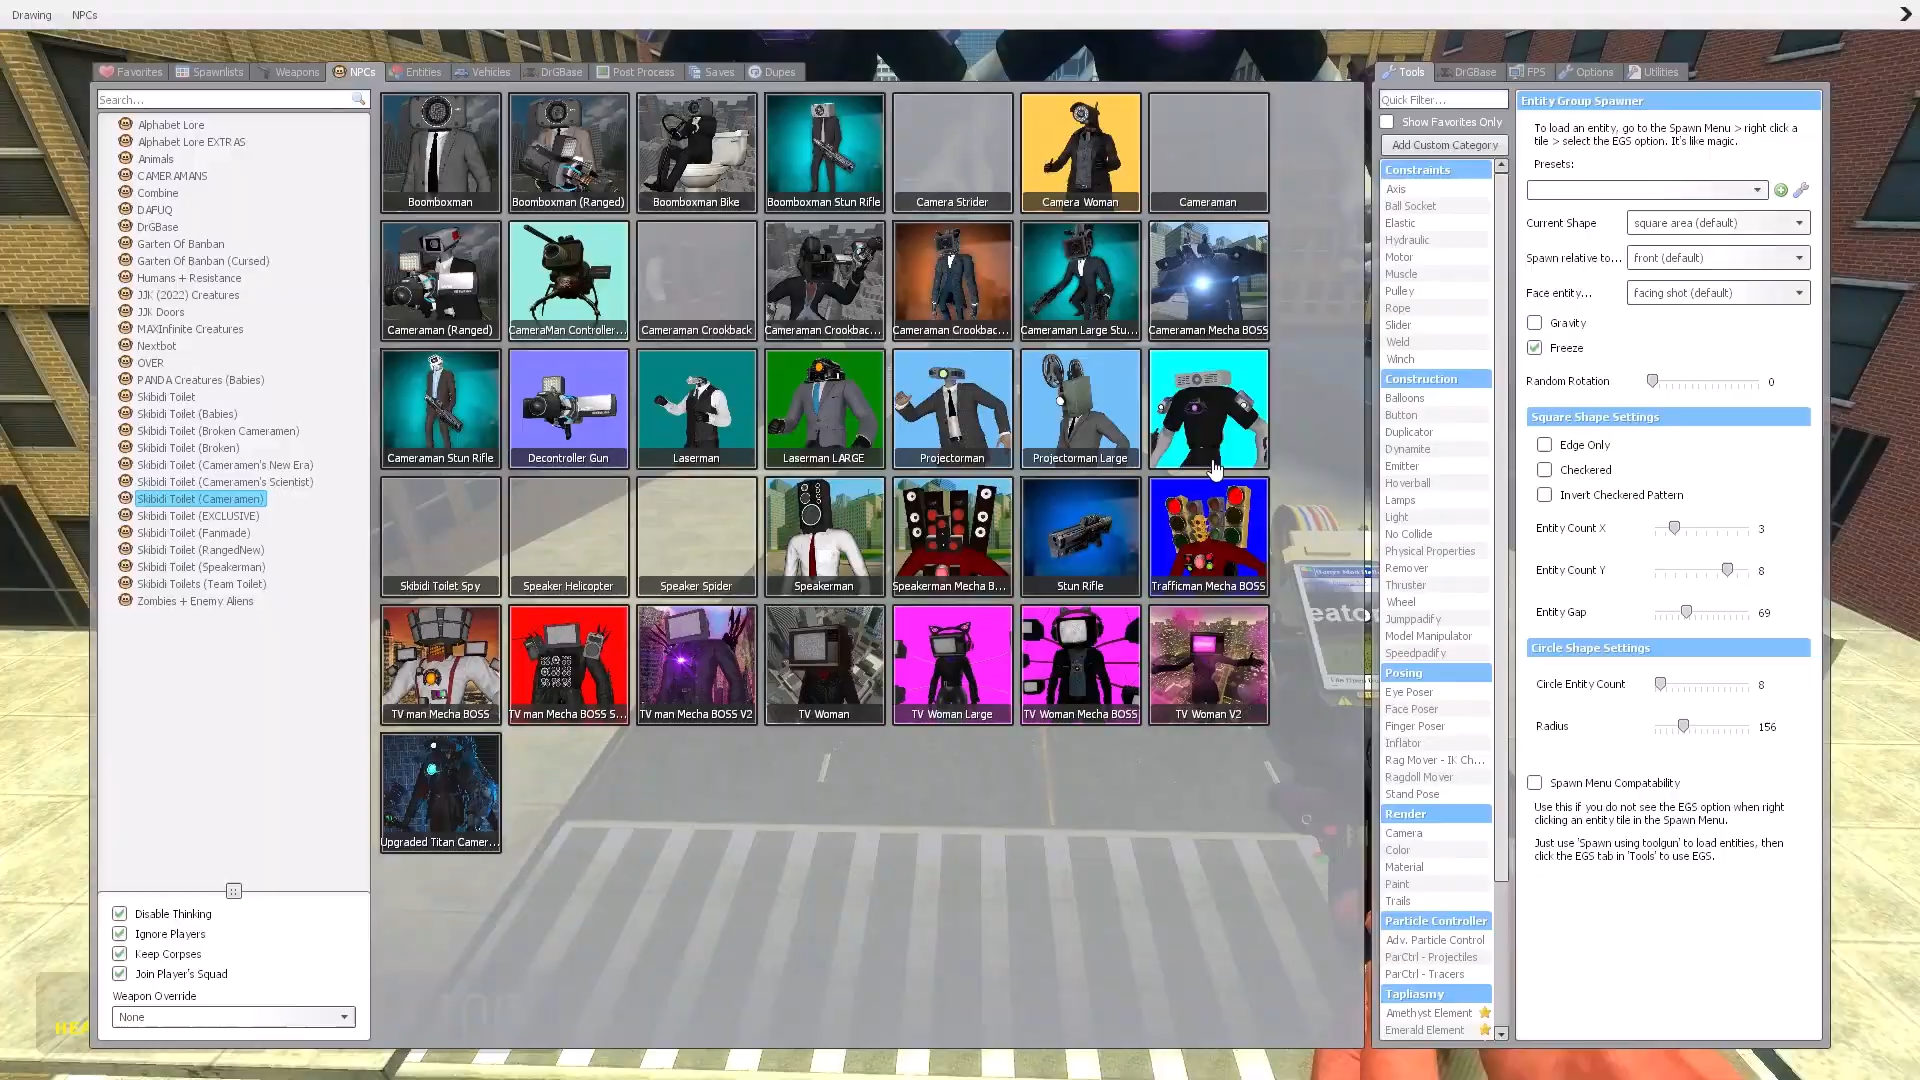 Drawing NPCs
Favorites Spawnlists Weapons NPCs Entities Vehicles DrGBase Post Process Saves Dupes
Search...
Alphabet Lore
Alphabet Lore EXTRAS
Animals
CAMERAMANS
Combine
DAFUQ
DrGBase
Garten Of Banban
Garten Of Banban (Cursed)
Humans + Resistance
JJK (2022) Creatures
JJK Doors
MAXInfinite Creatures
Nextbot
OVER
PANDA Creatures (Babies)
Skibidi Toilet
Skibidi Toilet (Babies)
Skibidi Toilet (Broken Cameramen)
Skibidi Toilet (Broken)
Skibidi Toilet (Cameramen's New Era)
Skibidi Toilet (Cameramen's Scientist)
Skibidi Toilet (Cameramen)
Skibidi Toilet (EXCLUSIVE)
Skibidi Toilet (Fanmade)
Skibidi Toilet (RangedNew)
Skibidi Toilet (Speakerman)
Skibidi Toilets (Team Toilet)
Zombies + Enemy Aliens
Disable Thinking
Ignore Players
Keep Corpses
Join Player's Squad
Weapon Override
None
Boomboxman Boomboxman (Ranged) Boomboxman Bike Boomboxman Stun Rifle Camera Strider Camera Woman Cameraman
Cameraman (Ranged) CameraMan Controller... Cameraman Crookback Cameraman Crookbac... Cameraman Crookbac... Cameraman Large Stu... Cameraman Mecha BOSS
Cameraman Stun Rifle Decontroller Gun Laserman Laserman LARGE Projectorman Projectorman Large
Skibidi Toilet Spy Speaker Helicopter Speaker Spider Speakerman Speakerman Mecha B... Stun Rifle Trafficman Mecha BOSS
TV man Mecha BOSS TV man Mecha BOSS S... TV man Mecha BOSS V2 TV Woman TV Woman Large TV Woman Mecha BOSS TV Woman V2
Upgraded Titan Camer...
eato
HEA
Tools DrGBase FPS Options Utilities
Quick Filter...
Show Favorites Only
Add Custom Category
Constraints
Axis
Ball Socket
Elastic
Hydraulic
Motor
Muscle
Pulley
Rope
Slider
Weld
Winch
Construction
Balloons
Button
Duplicator
Dynamite
Emitter
Hoverball
Lamps
Light
No Collide
Physical Properties
Remover
Thruster
Wheel
Jumppadify
Model Manipulator
Speedpadify
Posing
Eye Poser
Face Poser
Finger Poser
Inflator
Rag Mover - IK Ch...
Ragdoll Mover
Stand Pose
Render
Camera
Color
Material
Paint
Trails
Particle Controller
Adv. Particle Control
ParCtrl - Projectiles
ParCtrl - Tracers
Tapliasmy
Amethyst Element
Emerald Element
Entity Group Spawner
To load an entity, go to the Spawn Menu > right click a
tile > select the EGS option. It's like magic.
Presets:
Current Shape square area (default)
Spawn relative to... front (default)
Face entity... facing shot (default)
Gravity
Freeze
Random Rotation 0
Square Shape Settings
Edge Only
Checkered
Invert Checkered Pattern
Entity Count X 3
Entity Count Y 8
Entity Gap 69
Circle Shape Settings
Circle Entity Count 8
Radius 156
Spawn Menu Compatability
Use this if you do not see the EGS option when right
clicking an entity tile in the Spawn Menu.
Just use 'Spawn using toolgun' to load entities, then
click the EGS tab in 'Tools' to use EGS.